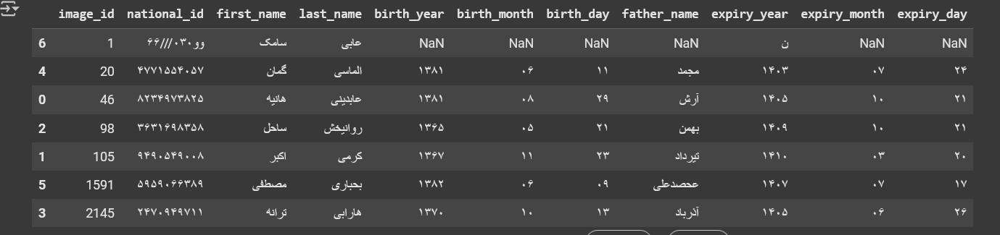 image_id national_id first_name last_name birth_year birth_month birth_day father_name expiry_year expiry_month expiry_day
6 1 وو۰۳۰///۶۶ سامک عابی NaN NaN NaN NaN ن NaN NaN
4 20 ۴۷۷۱۵۵۴۰۵۷ گمان الماسی ۱۳۸۱ ۰۶ ۱۱ مجمد ۱۴۰۳ ۰۷ ۲۴
0 46 ۸۲۳۴۹۷۳۸۲۵ هانیه عابدینی ۱۳۸۱ ۰۸ ۲۹ آرش ۱۴۰۵ ۱۰ ۲۱
2 98 ۳۶۳۱۶۹۸۳۵۸ ساحل روانیخش ۱۳۶۵ ۰۵ ۲۱ بهمن ۱۴۰۹ ۱۰ ۲۱
1 105 ۹۴۹۰۵۴۹۰۰۸ اکبر کرمی ۱۳۶۷ ۱۱ ۲۳ تیرداد ۱۴۱۰ ۰۳ ۲۰
5 1591 ۵۹۵۹۰۶۶۳۸۹ مصطفی بحباری ۱۳۸۲ ۰۶ ۰۹ عحصدعلی ۱۴۰۷ ۰۷ ۱۷
3 2145 ۲۴۷۰۹۴۹۷۱۱ ترانه هارابی ۱۳۷۰ ۱۰ ۱۳ آذرباد ۱۴۰۵ ۰۶ ۲۶